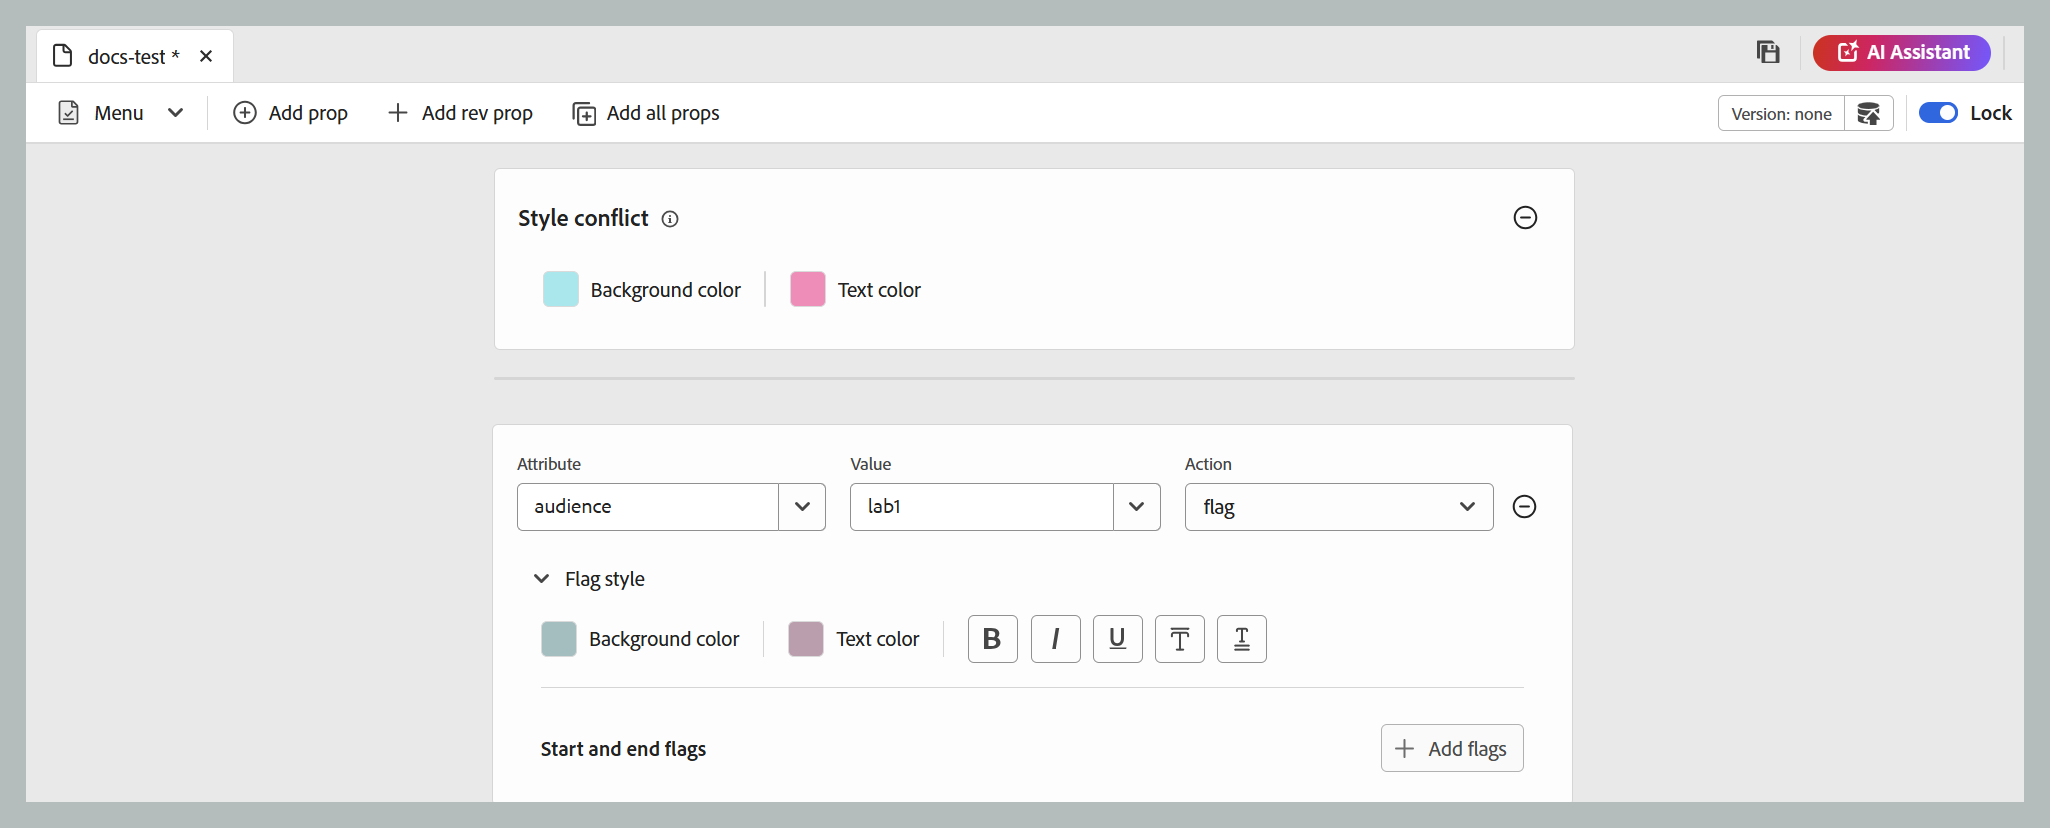 docs-test *
AI Assistant
Menu
Add prop
Add rev prop
Add all props
Version: none
Lock
Style conflict
Background color
Text color
Attribute
Value
Action
audience
lab1
flag
Flag style
Background color
Text color
B
I
U
T
T
Start and end flags
Add flags